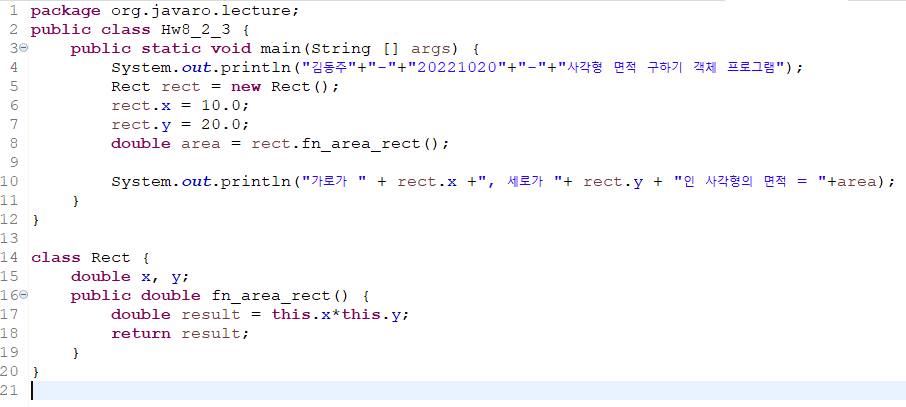 1 package org.javaro.lecture;
2 public class Hw8_2_3 {
3 public static void main(String [] args) {
4 System.out.println("김동주"+"-"+"20221020"+"-"+"사각형 면적 구하기 객체 프로그램");
5 Rect rect = new Rect();
6 rect.x = 10.0;
7 rect.y = 20.0;
8 double area = rect.fn_area_rect();
9
10 System.out.println("가로가 " + rect.x +", 세로가 "+ rect.y + "인 사각형의 면적 = "+area);
11 }
12 }
13
14 class Rect {
15 double x, y;
16 public double fn_area_rect() {
17 double result = this.x*this.y;
18 return result;
19 }
20 }
21